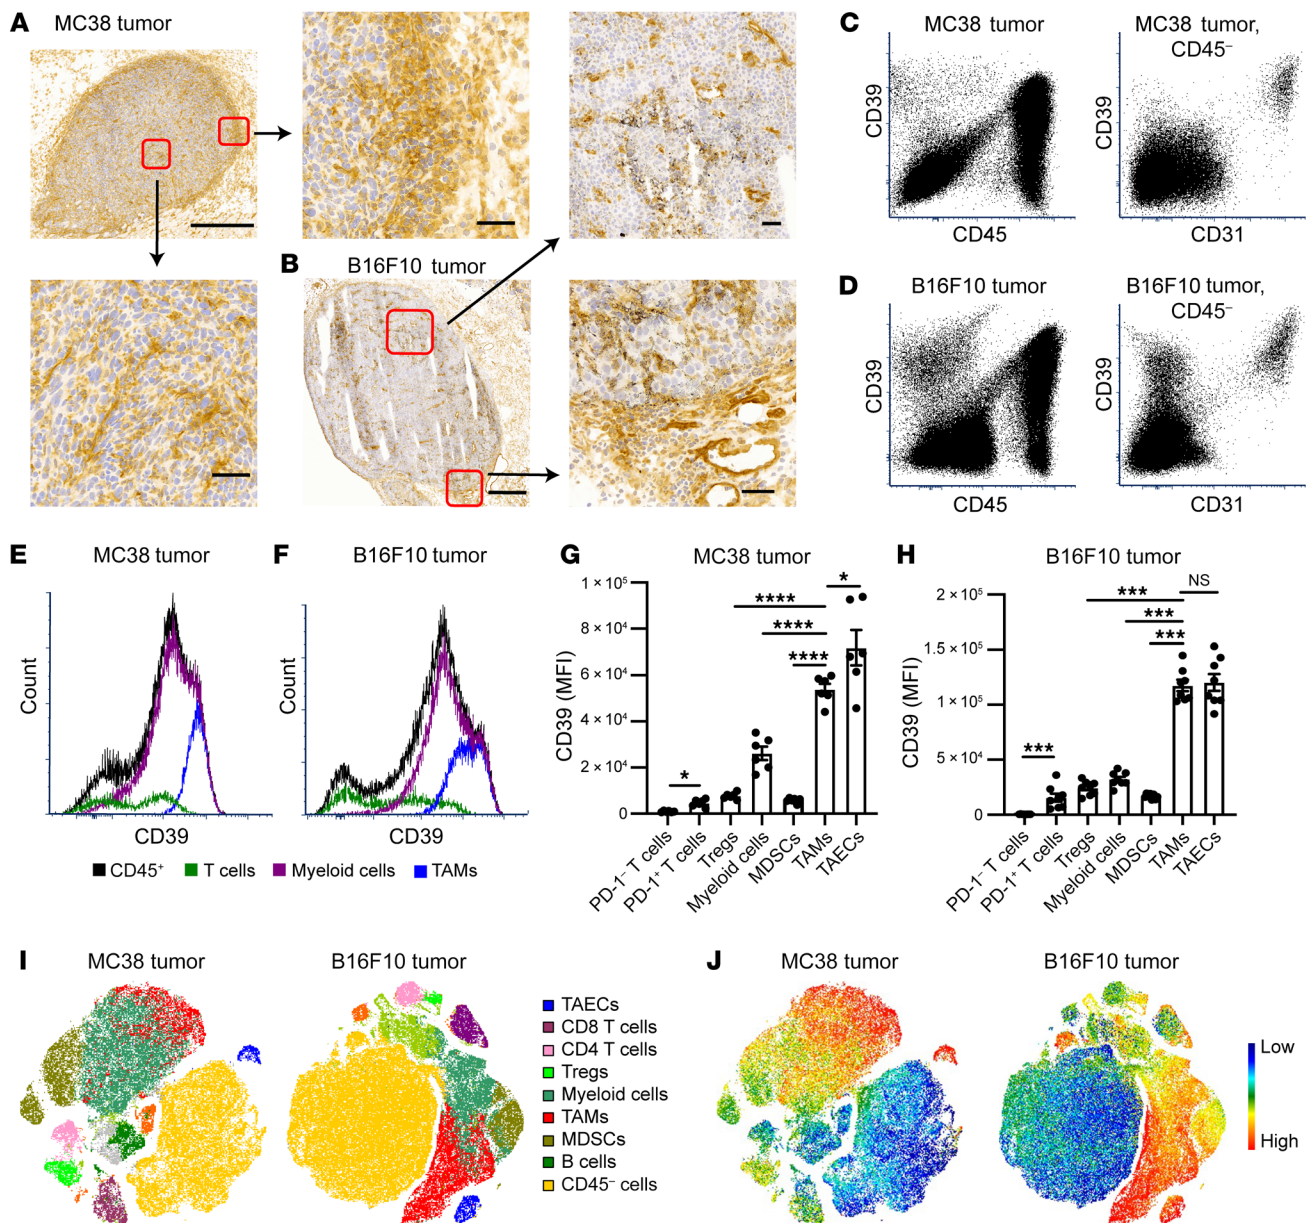 A MC38 tumor
B B16F10 tumor
C MC38 tumor
CD39
CD45
MC38 tumor,
CD45⁻
CD39
CD31
D B16F10 tumor
CD39
CD45
B16F10 tumor,
CD45⁻
CD39
CD31
E MC38 tumor
Count
CD39
F B16F10 tumor
Count
CD39
CD45⁺ T cells Myeloid cells TAMs
G MC38 tumor
CD39 (MFI)
1 × 10⁵
8 × 10⁴
6 × 10⁴
4 × 10⁴
2 × 10⁴
0
* **** **** **** *
PD-1⁻ T cells
PD-1⁺ T cells
Tregs
Myeloid cells
MDSCs
TAMs
TAECs
H B16F10 tumor
CD39 (MFI)
2 × 10⁵
1.5 × 10⁵
1 × 10⁵
5 × 10⁴
0
*** *** *** *** NS
PD-1⁻ T cells
PD-1⁺ T cells
Tregs
Myeloid cells
MDSCs
TAMs
TAECs
I MC38 tumor B16F10 tumor
TAECs
CD8 T cells
CD4 T cells
Tregs
Myeloid cells
TAMs
MDSCs
B cells
CD45⁻ cells
J MC38 tumor B16F10 tumor
Low
High